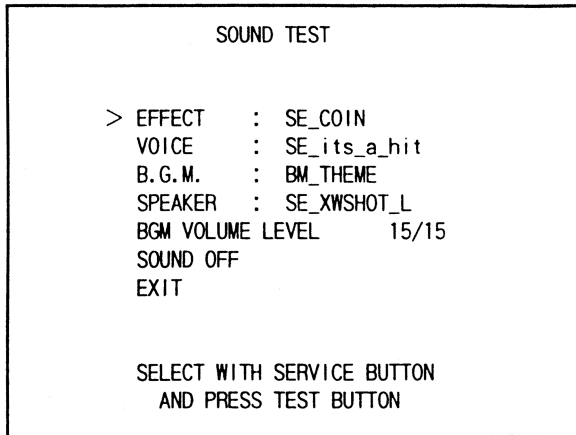 SOUND TEST
> EFFECT : SE_COIN
VOICE : SE_its_a_hit
B.G.M. : BM_THEME
SPEAKER : SE_XWSHOT_L
BGM VOLUME LEVEL 15/15
SOUND OFF
EXIT
SELECT WITH SERVICE BUTTON
AND PRESS TEST BUTTON